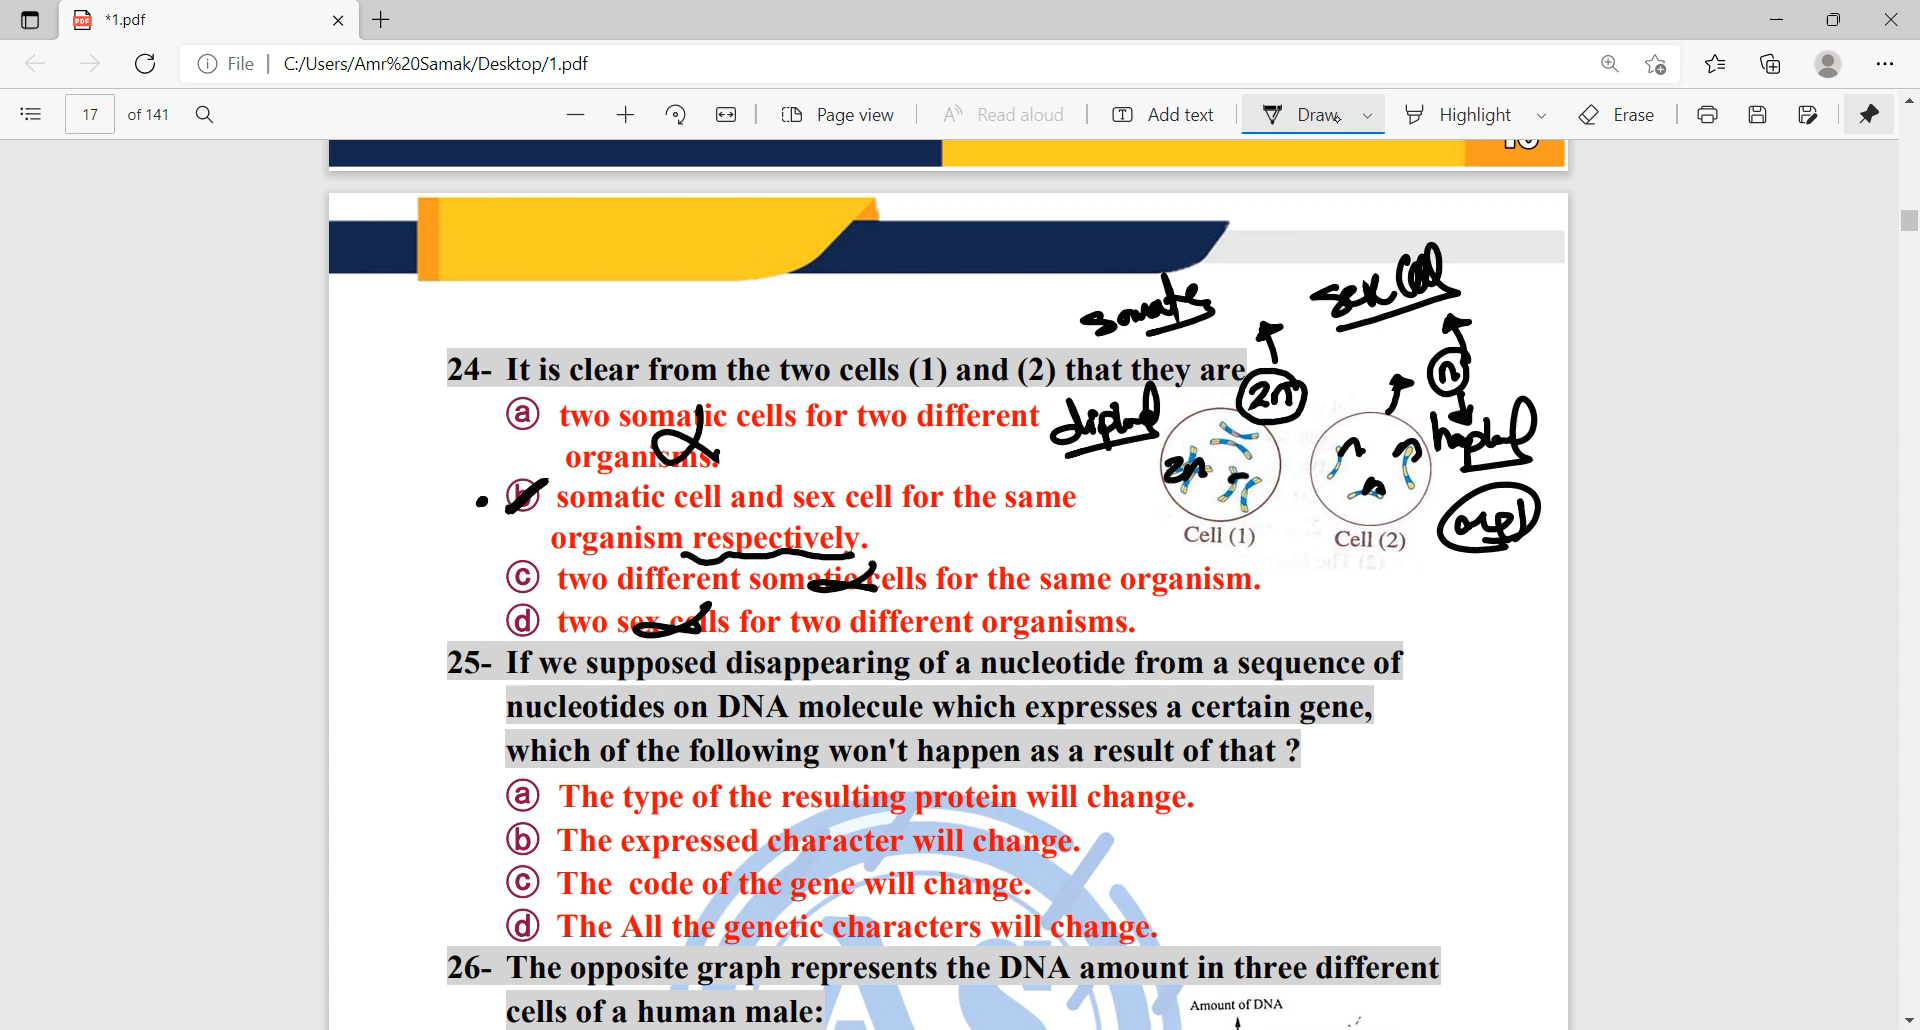 *1.pdf
File
C:/Users/Amr%20Samak/Desktop/1.pdf
17 of 141
Page view
Read aloud
Add text
Draw
Highlight
Erase
somatic
sex cell
24- It is clear from the two cells (1) and (2) that they are
2n
n
ⓐ two somatic cells for two different
organisms.
diploid
haploid
2n
n n
n
ⓑ somatic cell and sex cell for the same
organism respectively.
Cell (1)
Cell (2)
ⓒ two different somatic cells for the same organism.
ⓓ two sex cells for two different organisms.
25- If we supposed disappearing of a nucleotide from a sequence of
nucleotides on DNA molecule which expresses a certain gene,
which of the following won't happen as a result of that ?
ⓐ The type of the resulting protein will change.
ⓑ The expressed character will change.
ⓒ The code of the gene will change.
ⓓ The All the genetic characters will change.
26- The opposite graph represents the DNA amount in three different
cells of a human male:
Amount of DNA